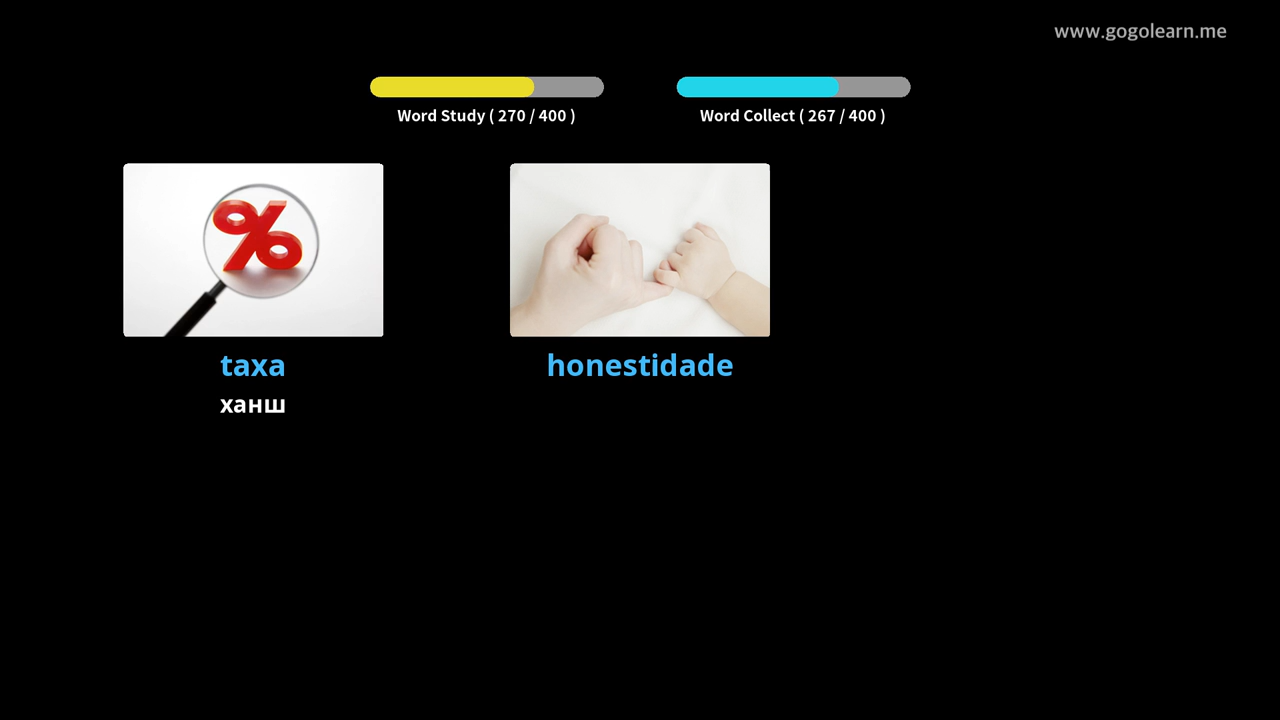 www.gogolearn.me
Word Study ( 270 / 400 )
Word Collect ( 267 / 400 )
%
taxa
honestidade
ханш